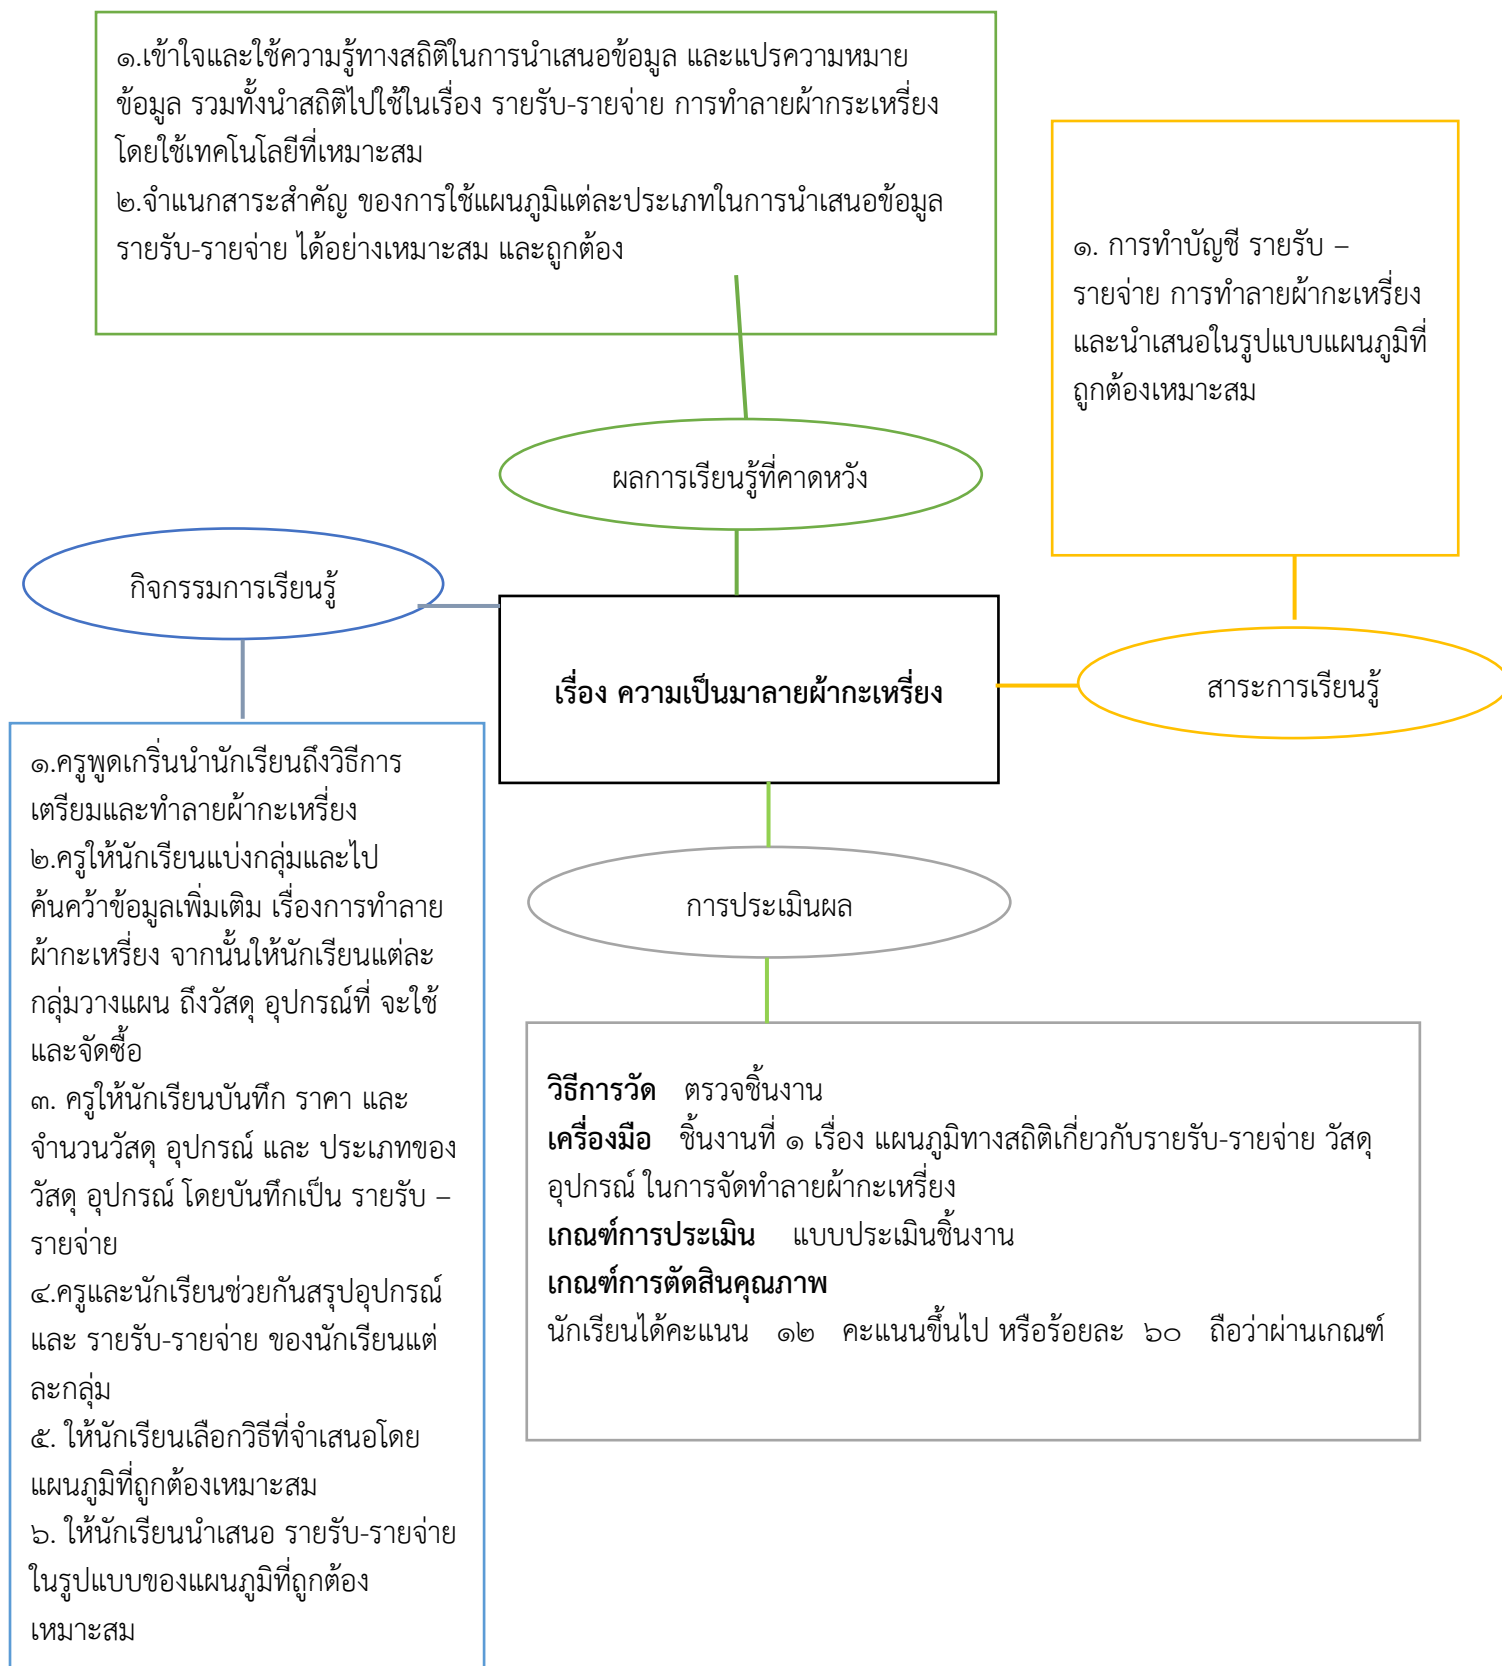 ๑.เข้าใจและใช้ความรู้ทางสถิติในการนำเสนอข้อมูล และแปรความหมาย
ข้อมูล รวมทั้งนำสถิติไปใช้ในเรื่อง รายรับ-รายจ่าย การทำลายผ้ากระเหรี่ยง
โดยใช้เทคโนโลยีที่เหมาะสม
๒.จำแนกสาระสำคัญ ของการใช้แผนภูมิแต่ละประเภทในการนำเสนอข้อมูล
รายรับ-รายจ่าย ได้อย่างเหมาะสม และถูกต้อง
๑. การทำบัญชี รายรับ –
รายจ่าย การทำลายผ้ากะเหรี่ยง
และนำเสนอในรูปแบบแผนภูมิที่
ถูกต้องเหมาะสม
ผลการเรียนรู้ที่คาดหวัง
กิจกรรมการเรียนรู้
เรื่อง ความเป็นมาลายผ้ากะเหรี่ยง
สาระการเรียนรู้
๑.ครูพูดเกริ่นนำนักเรียนถึงวิธีการ
เตรียมและทำลายผ้ากะเหรี่ยง
๒.ครูให้นักเรียนแบ่งกลุ่มและไป
ค้นคว้าข้อมูลเพิ่มเติม เรื่องการทำลาย
ผ้ากะเหรี่ยง จากนั้นให้นักเรียนแต่ละ
กลุ่มวางแผน ถึงวัสดุ อุปกรณ์ที่ จะใช้
และจัดซื้อ
๓. ครูให้นักเรียนบันทึก ราคา และ
จำนวนวัสดุ อุปกรณ์ และ ประเภทของ
วัสดุ อุปกรณ์ โดยบันทึกเป็น รายรับ –
รายจ่าย
๔.ครูและนักเรียนช่วยกันสรุปอุปกรณ์
และ รายรับ-รายจ่าย ของนักเรียนแต่
ละกลุ่ม
๕. ให้นักเรียนเลือกวิธีที่จำเสนอโดย
แผนภูมิที่ถูกต้องเหมาะสม
๖. ให้นักเรียนนำเสนอ รายรับ-รายจ่าย
ในรูปแบบของแผนภูมิที่ถูกต้อง
เหมาะสม
การประเมินผล
วิธีการวัด ตรวจชิ้นงาน
เครื่องมือ ชิ้นงานที่ ๑ เรื่อง แผนภูมิทางสถิติเกี่ยวกับรายรับ-รายจ่าย วัสดุ
อุปกรณ์ ในการจัดทำลายผ้ากะเหรี่ยง
เกณฑ์การประเมิน แบบประเมินชิ้นงาน
เกณฑ์การตัดสินคุณภาพ
นักเรียนได้คะแนน ๑๒ คะแนนขึ้นไป หรือร้อยละ ๖๐ ถือว่าผ่านเกณฑ์